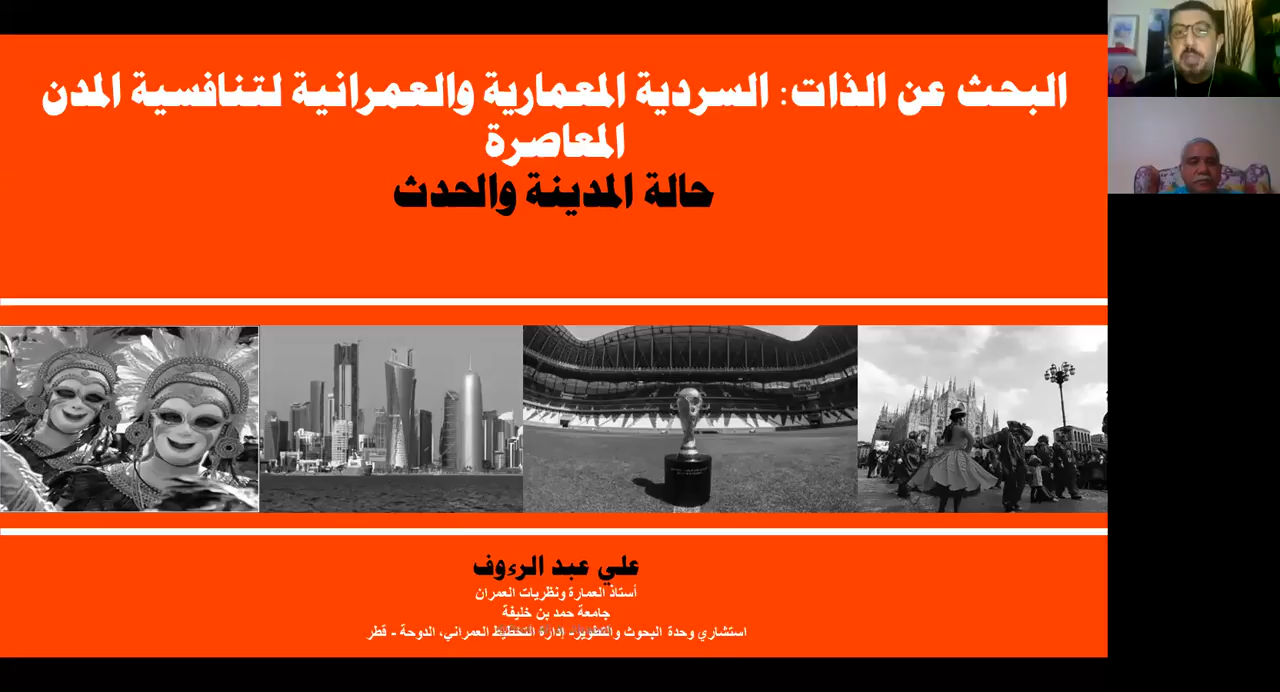 البحث عن الذات: السردية المعمارية والعمرانية لتنافسية المدن
المعاصرة
حالة المدينة والحدث
علي عبد الرءوف
أستاذ العمارة ونظريات العمران
جامعة حمد بن خليفة
استشاري وحدة البحوث والتطوير- إدارة التخطيط العمراني، الدوحة - قطر